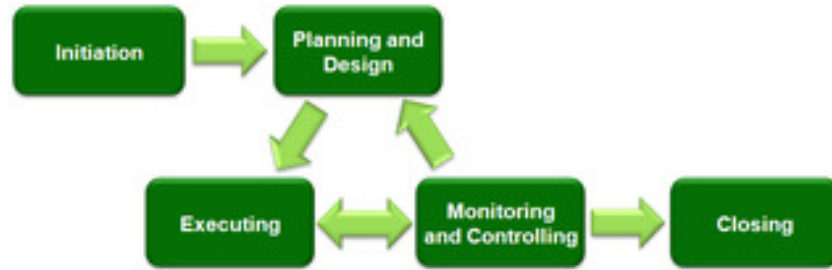 Initiation
Planning and
Design
Executing
Monitoring
and Controlling
Closing